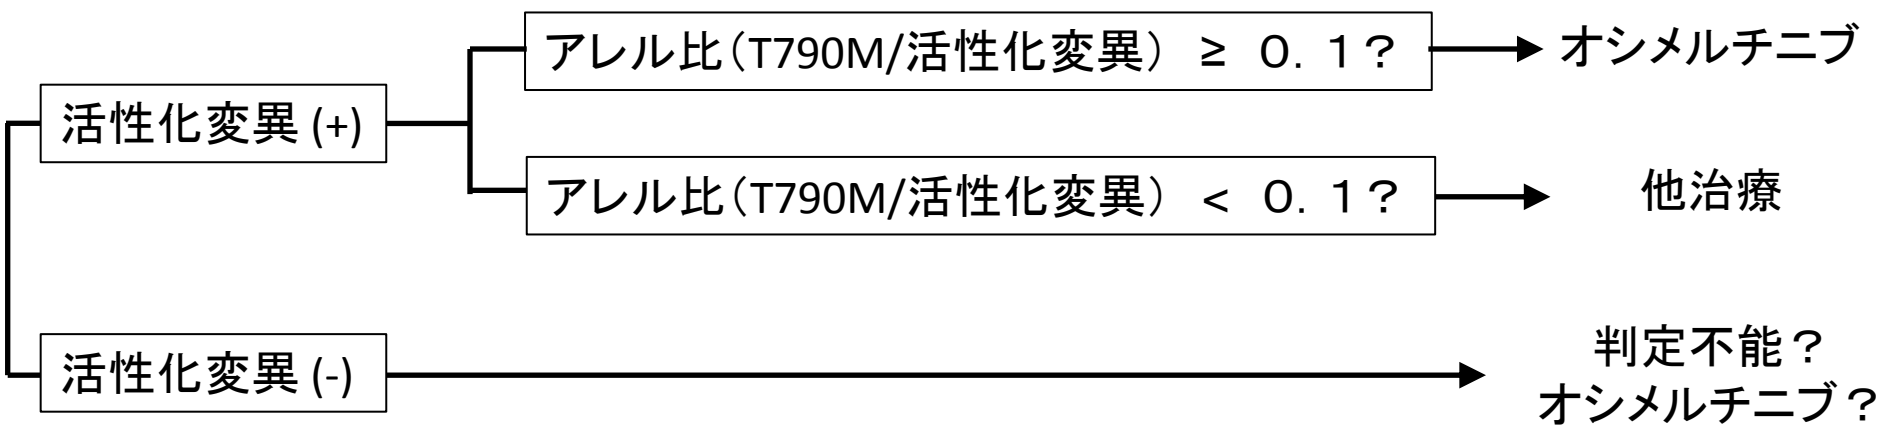 アレル比（T790M/活性化変異） ≥ ０．１？
オシメルチニブ
活性化変異 (+)
アレル比（T790M/活性化変異） < ０．１？
他治療
活性化変異 (-)
判定不能？
オシメルチニブ？